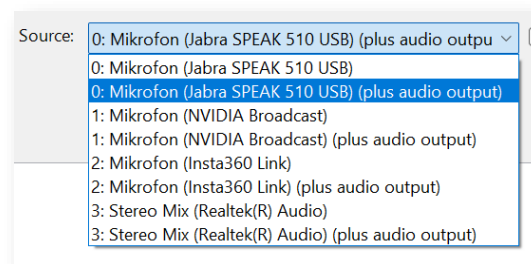 Source: 0: Mikrofon (Jabra SPEAK 510 USB) (plus audio outpu
0: Mikrofon (Jabra SPEAK 510 USB)
0: Mikrofon (Jabra SPEAK 510 USB) (plus audio output)
1: Mikrofon (NVIDIA Broadcast)
1: Mikrofon (NVIDIA Broadcast) (plus audio output)
2: Mikrofon (Insta360 Link)
2: Mikrofon (Insta360 Link) (plus audio output)
3: Stereo Mix (Realtek(R) Audio)
3: Stereo Mix (Realtek(R) Audio) (plus audio output)